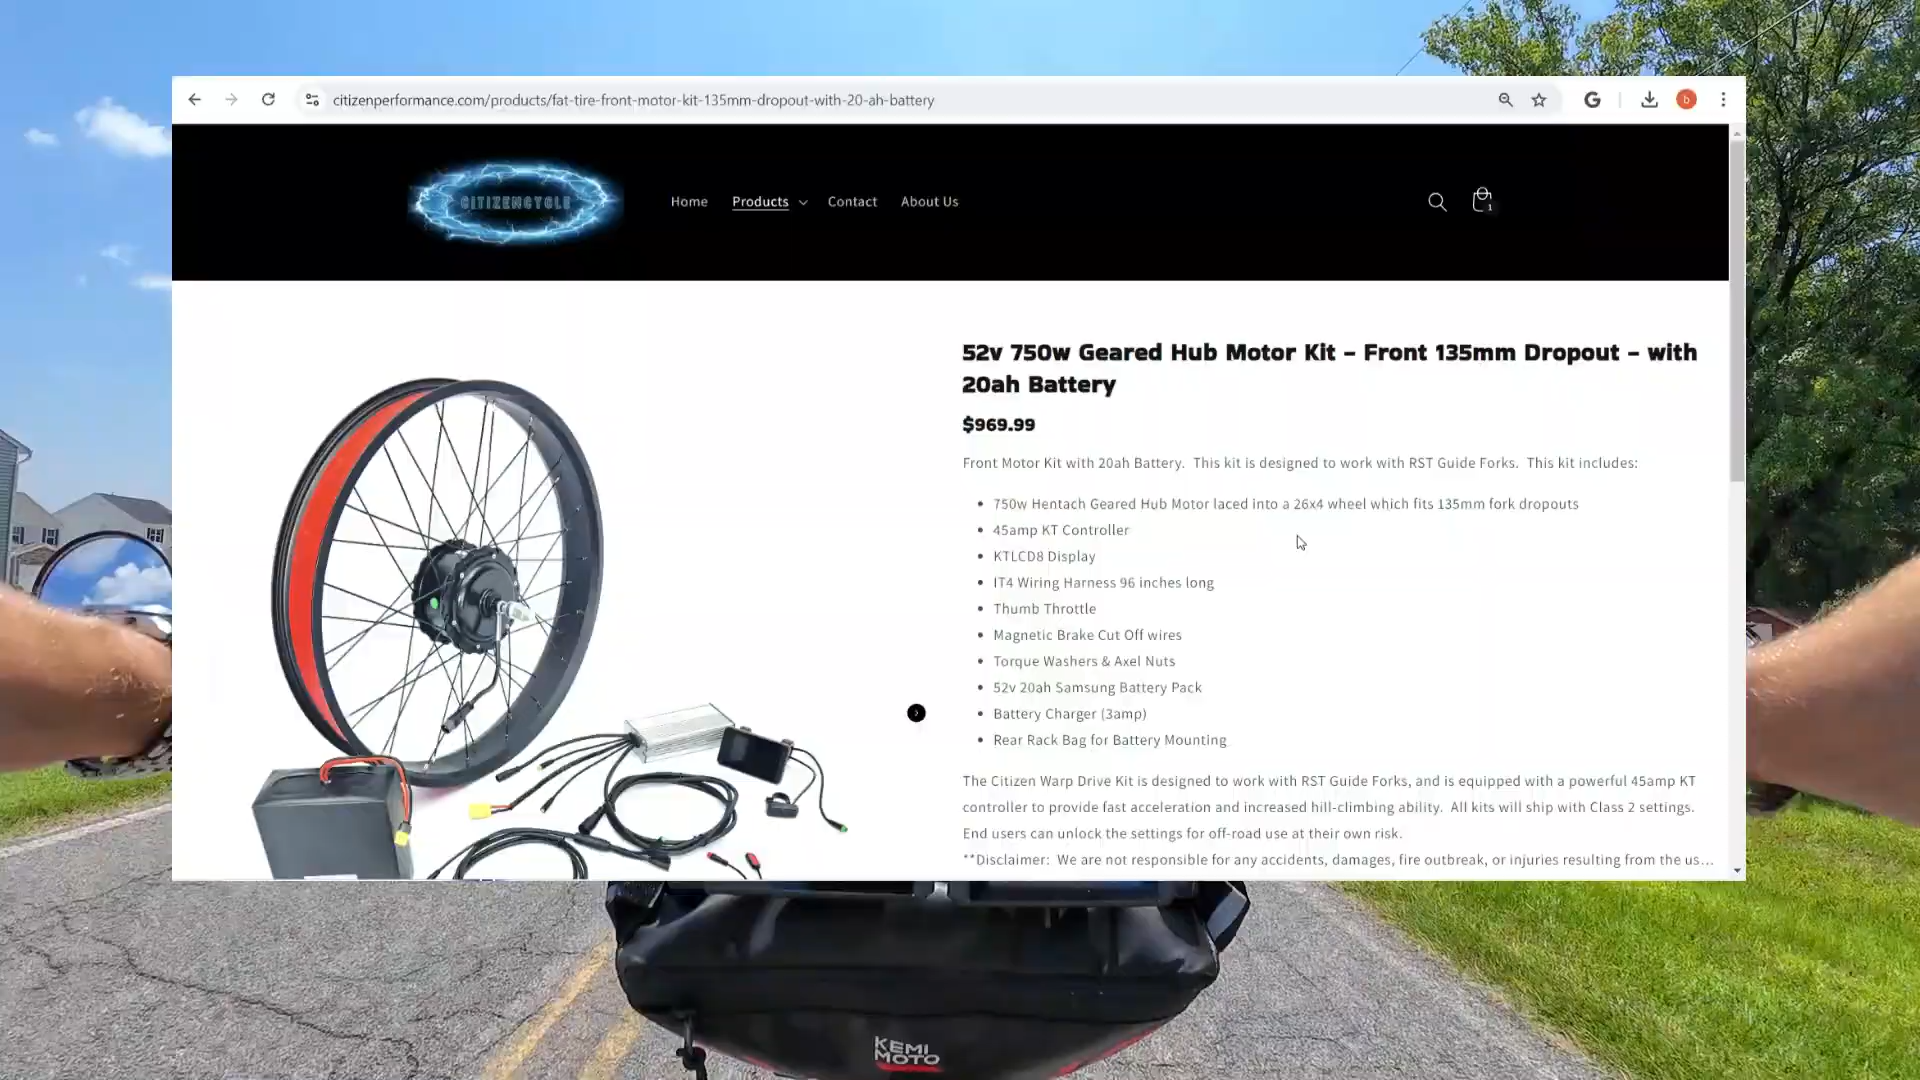 citizenperformance.com/products/fat-tire-front-motor-kit-135mm-dropout-with-20-ah-battery
b
CITIZENCYCLE
Home
Products
Contact
About Us
1
52v 750w Geared Hub Motor Kit – Front 135mm Dropout – with
20ah Battery
$969.99
Front Motor Kit with 20ah Battery. This kit is designed to work with RST Guide Forks. This kit includes:
• 750w Hentach Geared Hub Motor laced into a 26x4 wheel which fits 135mm fork dropouts
• 45amp KT Controller
• KTLCD8 Display
• IT4 Wiring Harness 96 inches long
• Thumb Throttle
• Magnetic Brake Cut Off wires
• Torque Washers & Axel Nuts
• 52v 20ah Samsung Battery Pack
• Battery Charger (3amp)
• Rear Rack Bag for Battery Mounting
The Citizen Warp Drive Kit is designed to work with RST Guide Forks, and is equipped with a powerful 45amp KT
controller to provide fast acceleration and increased hill-climbing ability. All kits will ship with Class 2 settings.
End users can unlock the settings for off-road use at their own risk.
**Disclaimer: We are not responsible for any accidents, damages, fire outbreak, or injuries resulting from the us...
KEMI
MOTO